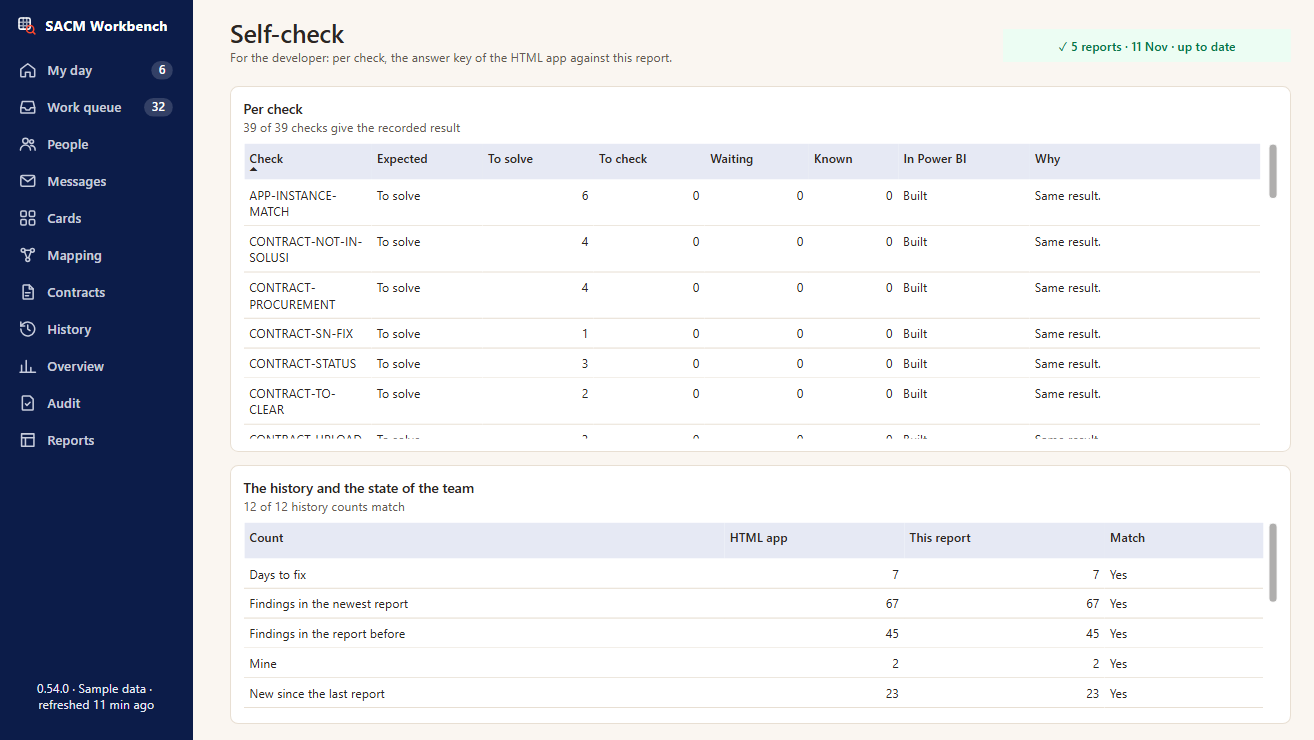 SACM Workbench
My day 6
Work queue 32
People
Messages
Cards
Mapping
Contracts
History
Overview
Audit
Reports
0.54.0 · Sample data ·
refreshed 11 min ago
Self-check
For the developer: per check, the answer key of the HTML app against this report.
✓ 5 reports · 11 Nov · up to date
Per check
39 of 39 checks give the recorded result
Check Expected To solve To check Waiting Known In Power BI Why
APP-INSTANCE-
MATCH To solve 6 0 0 0 Built Same result.
CONTRACT-NOT-IN-
SOLUSI To solve 4 0 0 0 Built Same result.
CONTRACT-
PROCUREMENT To solve 4 0 0 0 Built Same result.
CONTRACT-SN-FIX To solve 1 0 0 0 Built Same result.
CONTRACT-STATUS To solve 3 0 0 0 Built Same result.
CONTRACT-TO-
CLEAR To solve 2 0 0 0 Built Same result.
The history and the state of the team
12 of 12 history counts match
Count HTML app This report Match
Days to fix 7 7 Yes
Findings in the newest report 67 67 Yes
Findings in the report before 45 45 Yes
Mine 2 2 Yes
New since the last report 23 23 Yes